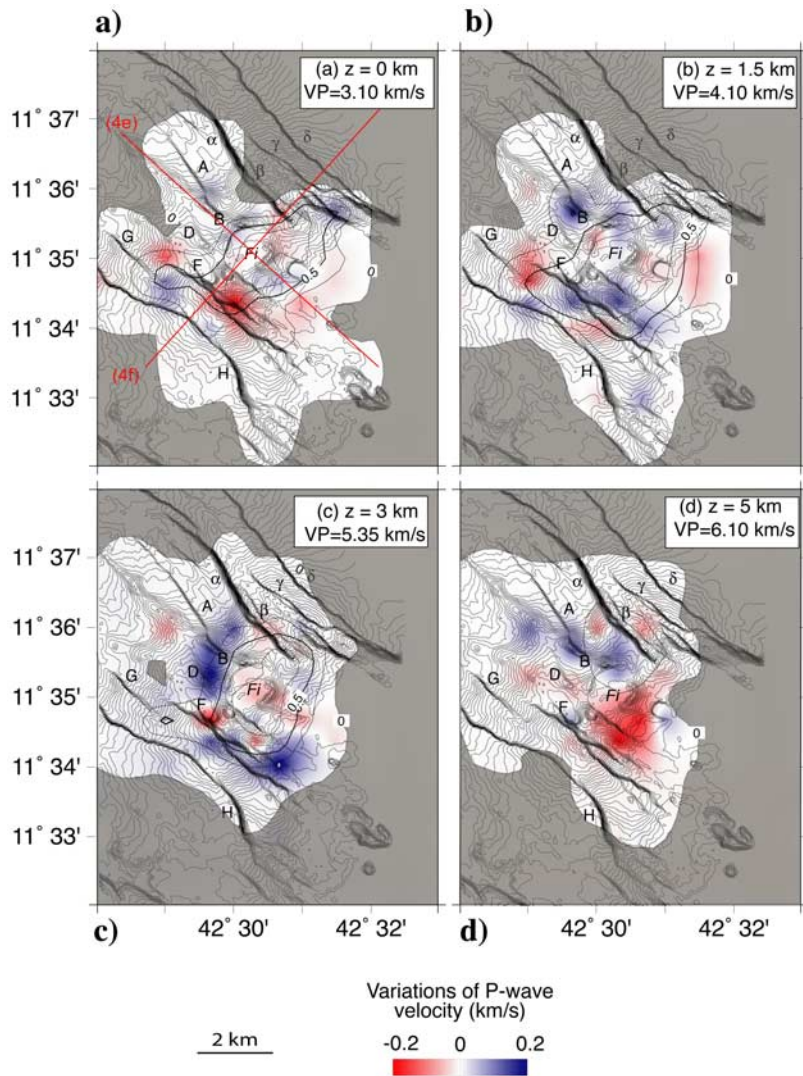 a)
b)
(a) z = 0 km
VP=3.10 km/s
(b) z = 1.5 km
VP=4.10 km/s
11° 37'
11° 36'
11° 35'
11° 34'
11° 33'
(4e)
(4f)
α
β
γ
δ
A
B
D
G
F
Fi
H
0
0.5
0
α
β
γ
δ
A
B
D
G
F
Fi
H
0.5
0
(c) z = 3 km
VP=5.35 km/s
(d) z = 5 km
VP=6.10 km/s
11° 37'
11° 36'
11° 35'
11° 34'
11° 33'
α
β
γ
δ
0
A
B
D
G
F
Fi
H
0.5
0
α
β
γ
δ
A
B
D
G
F
Fi
H
0
42° 30'
42° 32'
42° 30'
42° 32'
c)
d)
Variations of P-wave
velocity (km/s)
2 km
-0.2
0
0.2